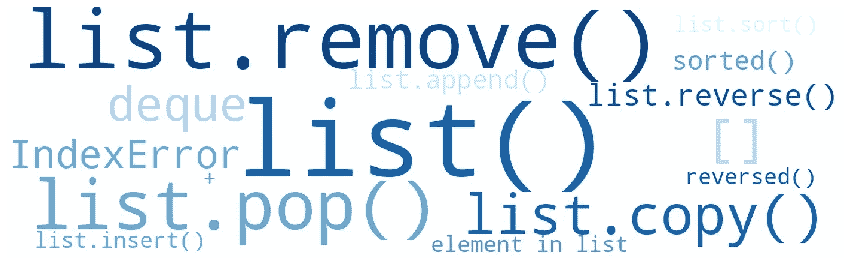 list.remove()
list.sort()
sorted()
list.append()
list.reverse()
deque
list()
[]
IndexError
+
reversed()
list.pop()
list.copy()
list.insert()
element in list